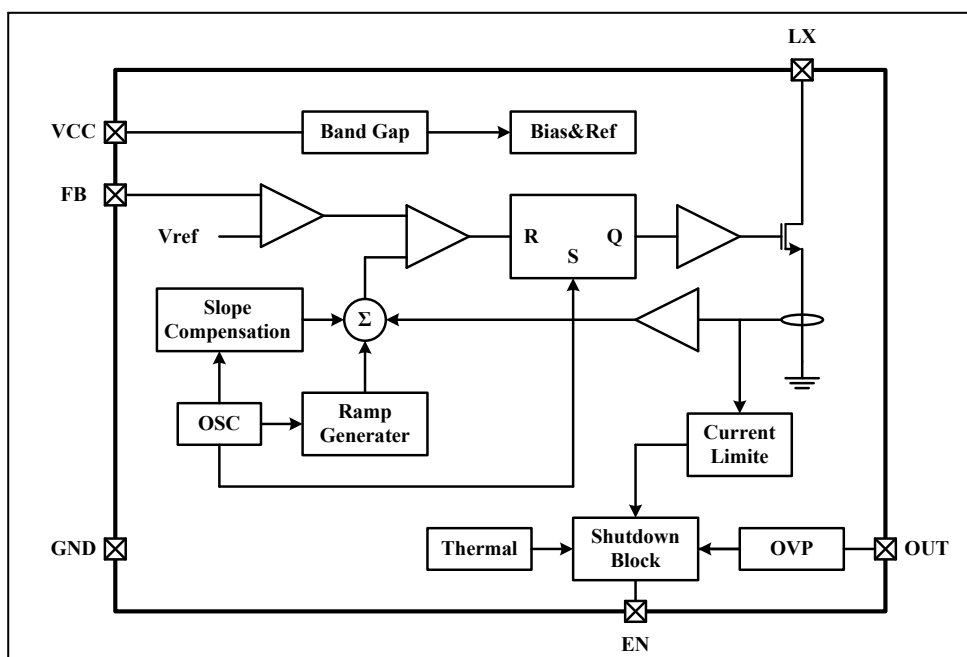 LX
VCC
Band Gap
Bias&Ref
FB
Vref
R
Q
S
Slope
Compensation
Σ
OSC
Ramp
Generater
Current
Limite
GND
Thermal
Shutdown
Block
OVP
OUT
EN